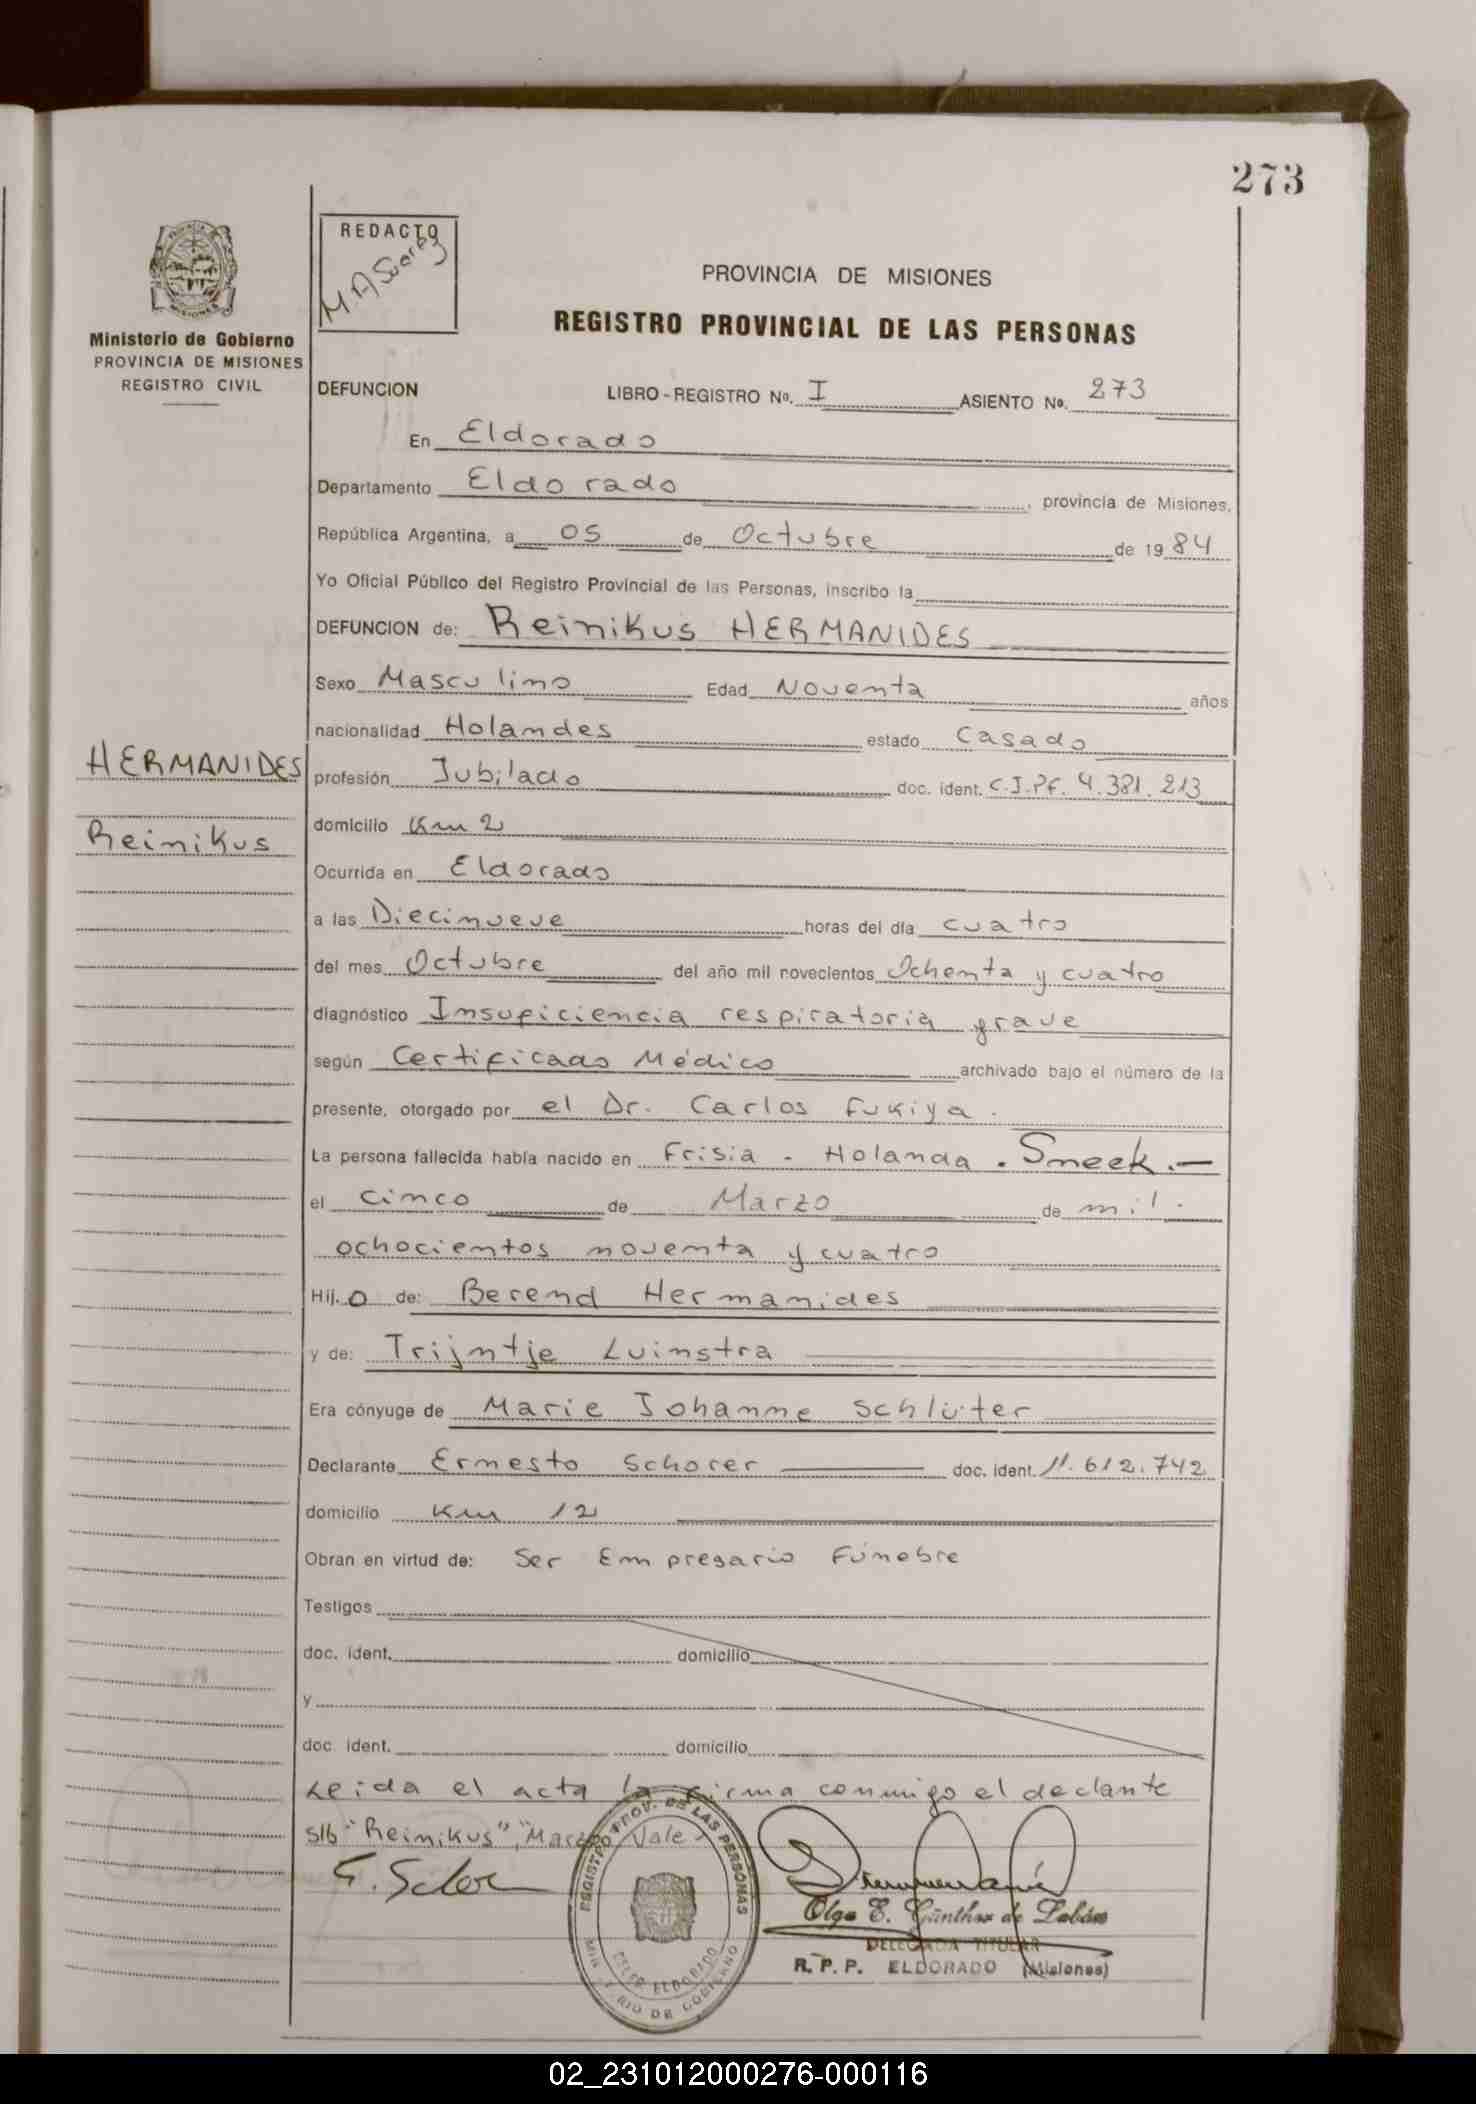 273
REDACTO
M.A Suarez
Ministerio de Gobierno
PROVINCIA DE MISIONES
REGISTRO CIVIL
PROVINCIA DE MISIONES
REGISTRO PROVINCIAL DE LAS PERSONAS
DEFUNCION LIBRO-REGISTRO Nº. I ASIENTO Nº. 273
En Eldorado
Departamento Eldorado, provincia de Misiones,
República Argentina, a 05 de Octubre de 1984
Yo Oficial Público del Registro Provincial de las Personas, inscribo la
DEFUNCION de: Reinikus HERMANIDES
Sexo Masculino Edad Noventa años
nacionalidad Holandes estado Casado
HERMANIDES
profesión Jubilado doc. ident. C.I.PF. 4.381.213
Reinikus
domicilio Km 2
Ocurrida en Eldorado
a las Diecinueve horas del día cuatro
del mes Octubre del año mil novecientos Ochenta y cuatro
diagnóstico Insuficiencia respiratoria grave
según Certificado Médico archivado bajo el número de la
presente, otorgado por el Dr. Carlos Fukiya.
La persona fallecida había nacido en Frisia - Holanda. Sneek.-
el cinco de Marzo de mil
ochocientos noventa y cuatro
Hij.o de: Berend Hermanides
y de: Trijntje Luinstra
Era cónyuge de Marie Johanne Schlüter
Declarante Ernesto Schorer doc. ident. 11.612.742
domicilio Km 12
Obran en virtud de: Ser Empresario Fúnebre
Testigos
doc. ident. domicilio
y
doc. ident. domicilio
Leida el acta la firma conmigo el declante
s/b "Reinikus", "Marzo" Vale
REGISTRO PROV. DE LAS PERSONAS
ELDORADO
Olga E. Günther de
DELEGADA TITULAR
R.P.P. ELDORADO (Misiones)
02_231012000276-000116